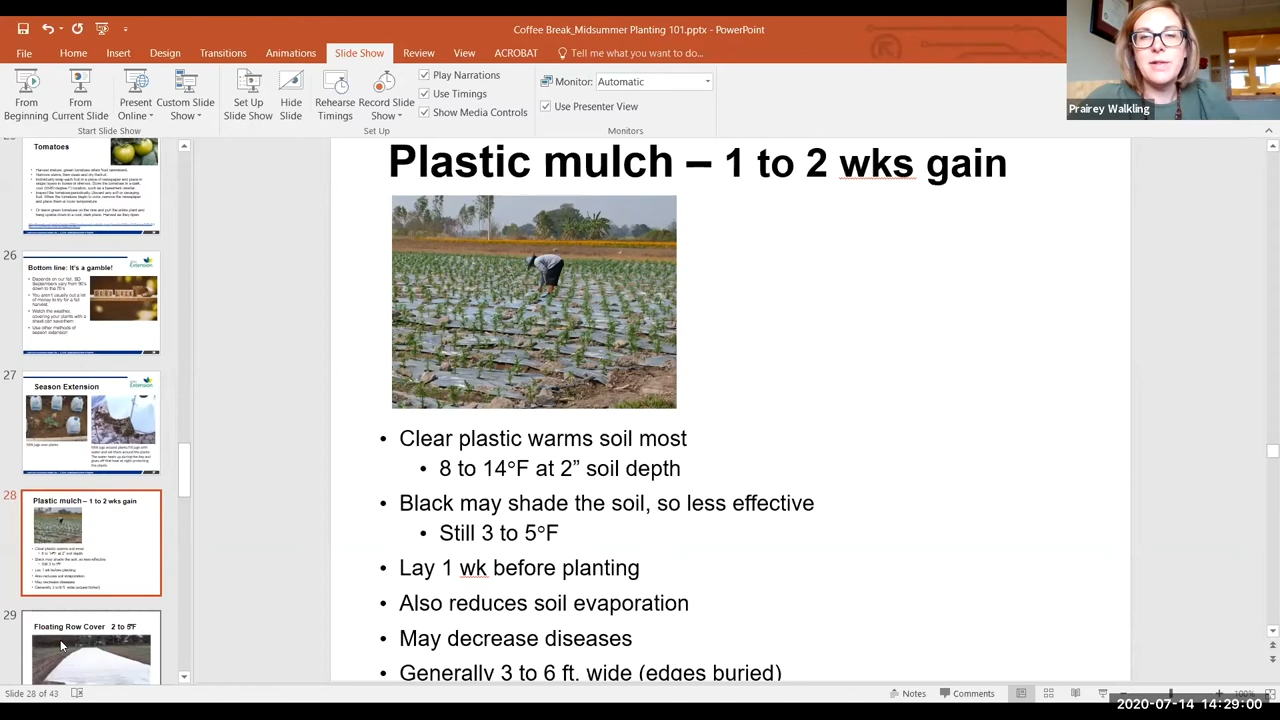 Coffee Break_Midsummer Planting 101.pptx - PowerPoint
File Home Insert Design Transitions Animations Slide Show Review View ACROBAT Tell me what you want to do...
From Beginning
From Current Slide
Present Online
Custom Slide Show
Start Slide Show
Set Up Slide Show
Hide Slide
Rehearse Timings
Record Slide Show
Play Narrations
Use Timings
Show Media Controls
Set Up
Monitor: Automatic
Use Presenter View
Monitors
Prairey Walkling
Tomatoes
26
Bottom line: It's a gamble!
27
Season Extension
28
Plastic mulch – 1 to 2 wks gain
29
Floating Row Cover 2 to 5°F
Plastic mulch – 1 to 2 wks gain
• Clear plastic warms soil most
• 8 to 14°F at 2” soil depth
• Black may shade the soil, so less effective
• Still 3 to 5°F
• Lay 1 wk before planting
• Also reduces soil evaporation
• May decrease diseases
• Generally 3 to 6 ft. wide (edges buried)
Slide 28 of 43
Notes Comments
2020-07-14 14:29:00